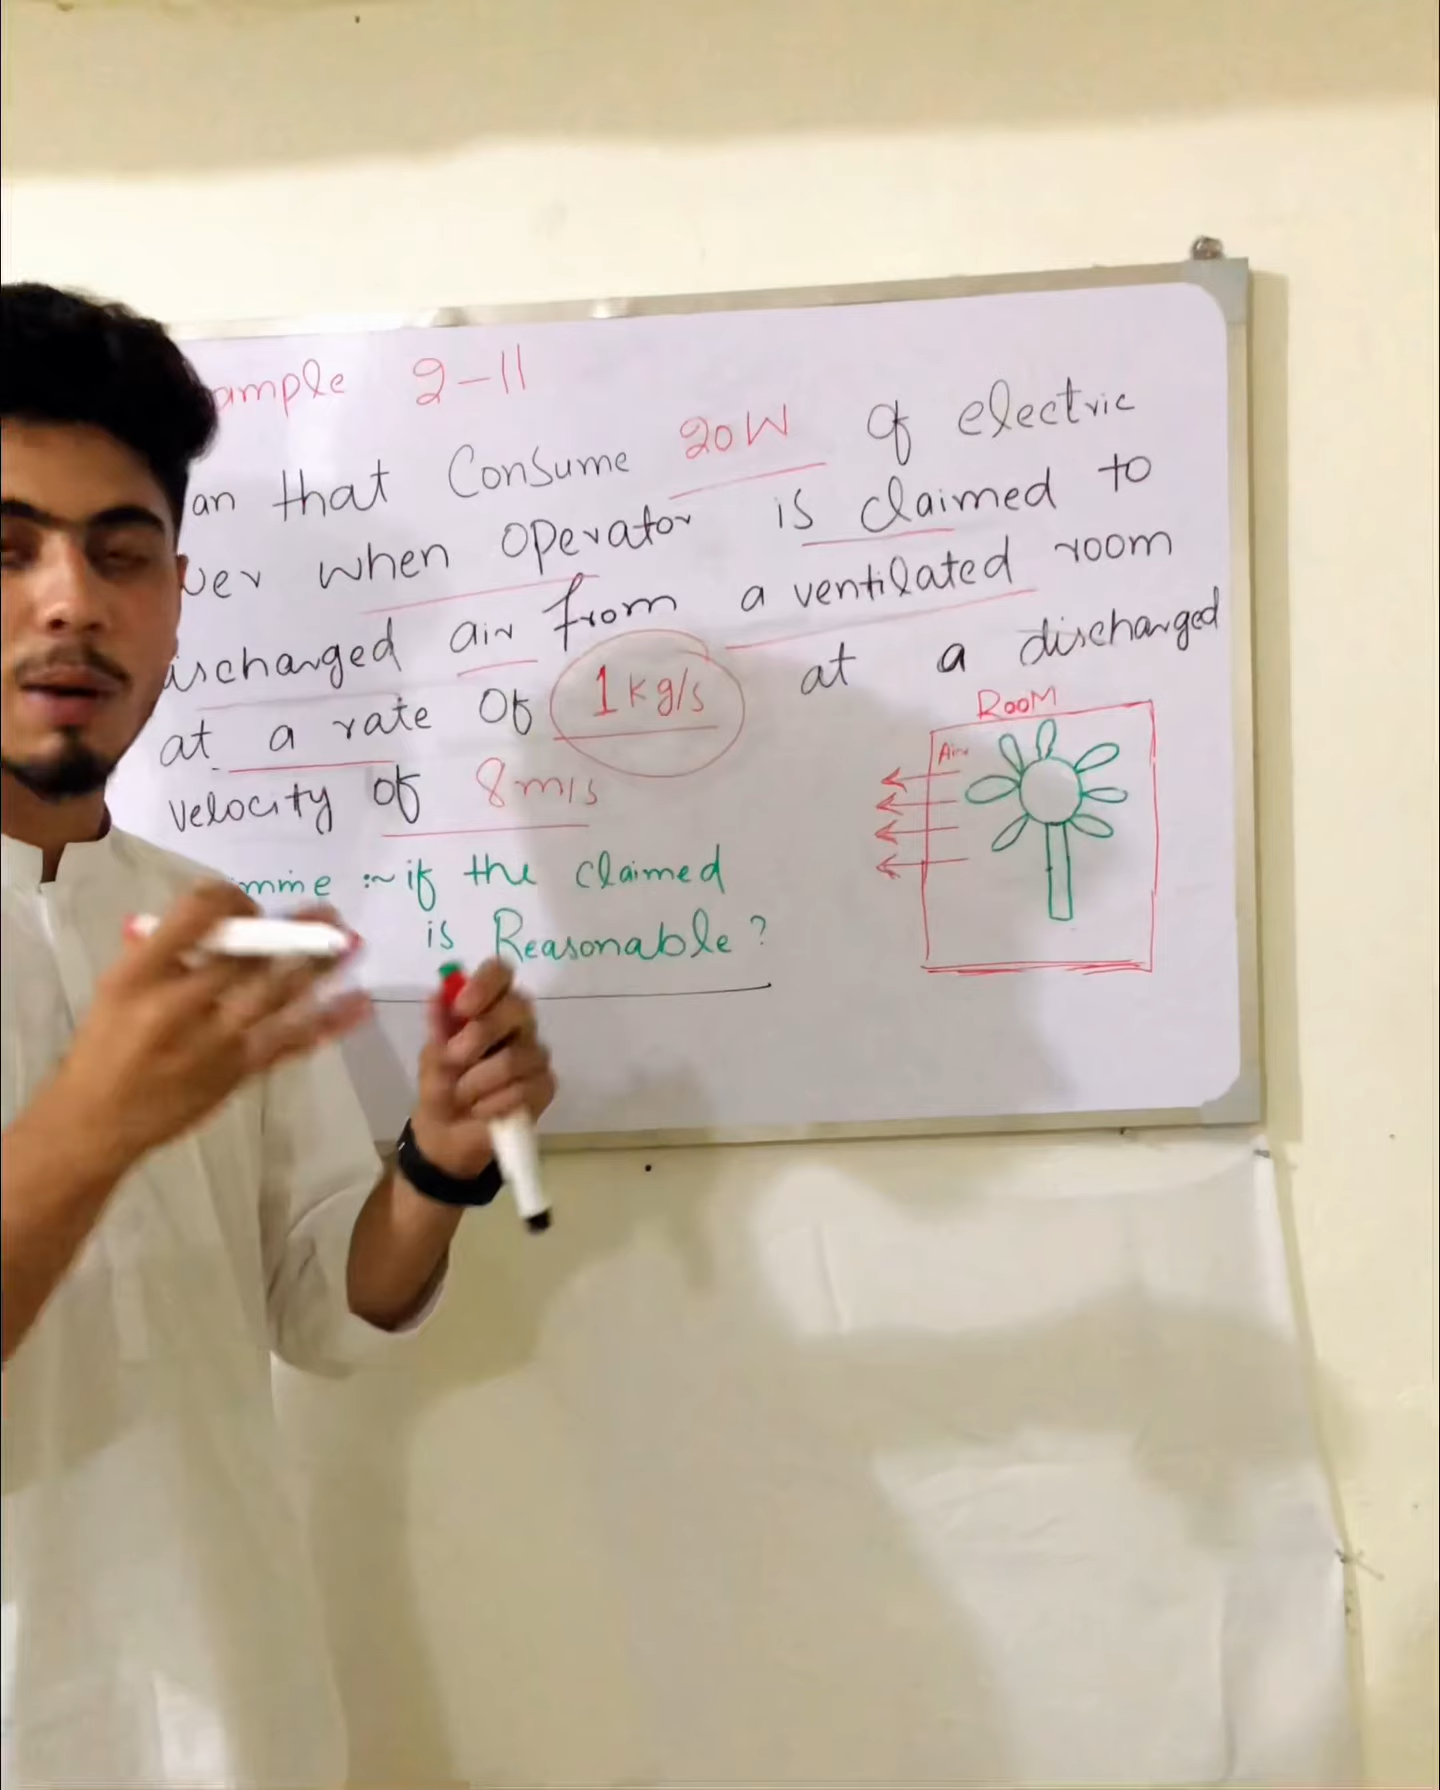 ample 2-11
an that Consume 20W of electric
wer when operator is claimed to
ischarged air from a ventilated room
at a rate of 1kg/s at a discharged
velocity of 8m/s
mine :~ if the claimed
is Reasonable?
RooM
Air